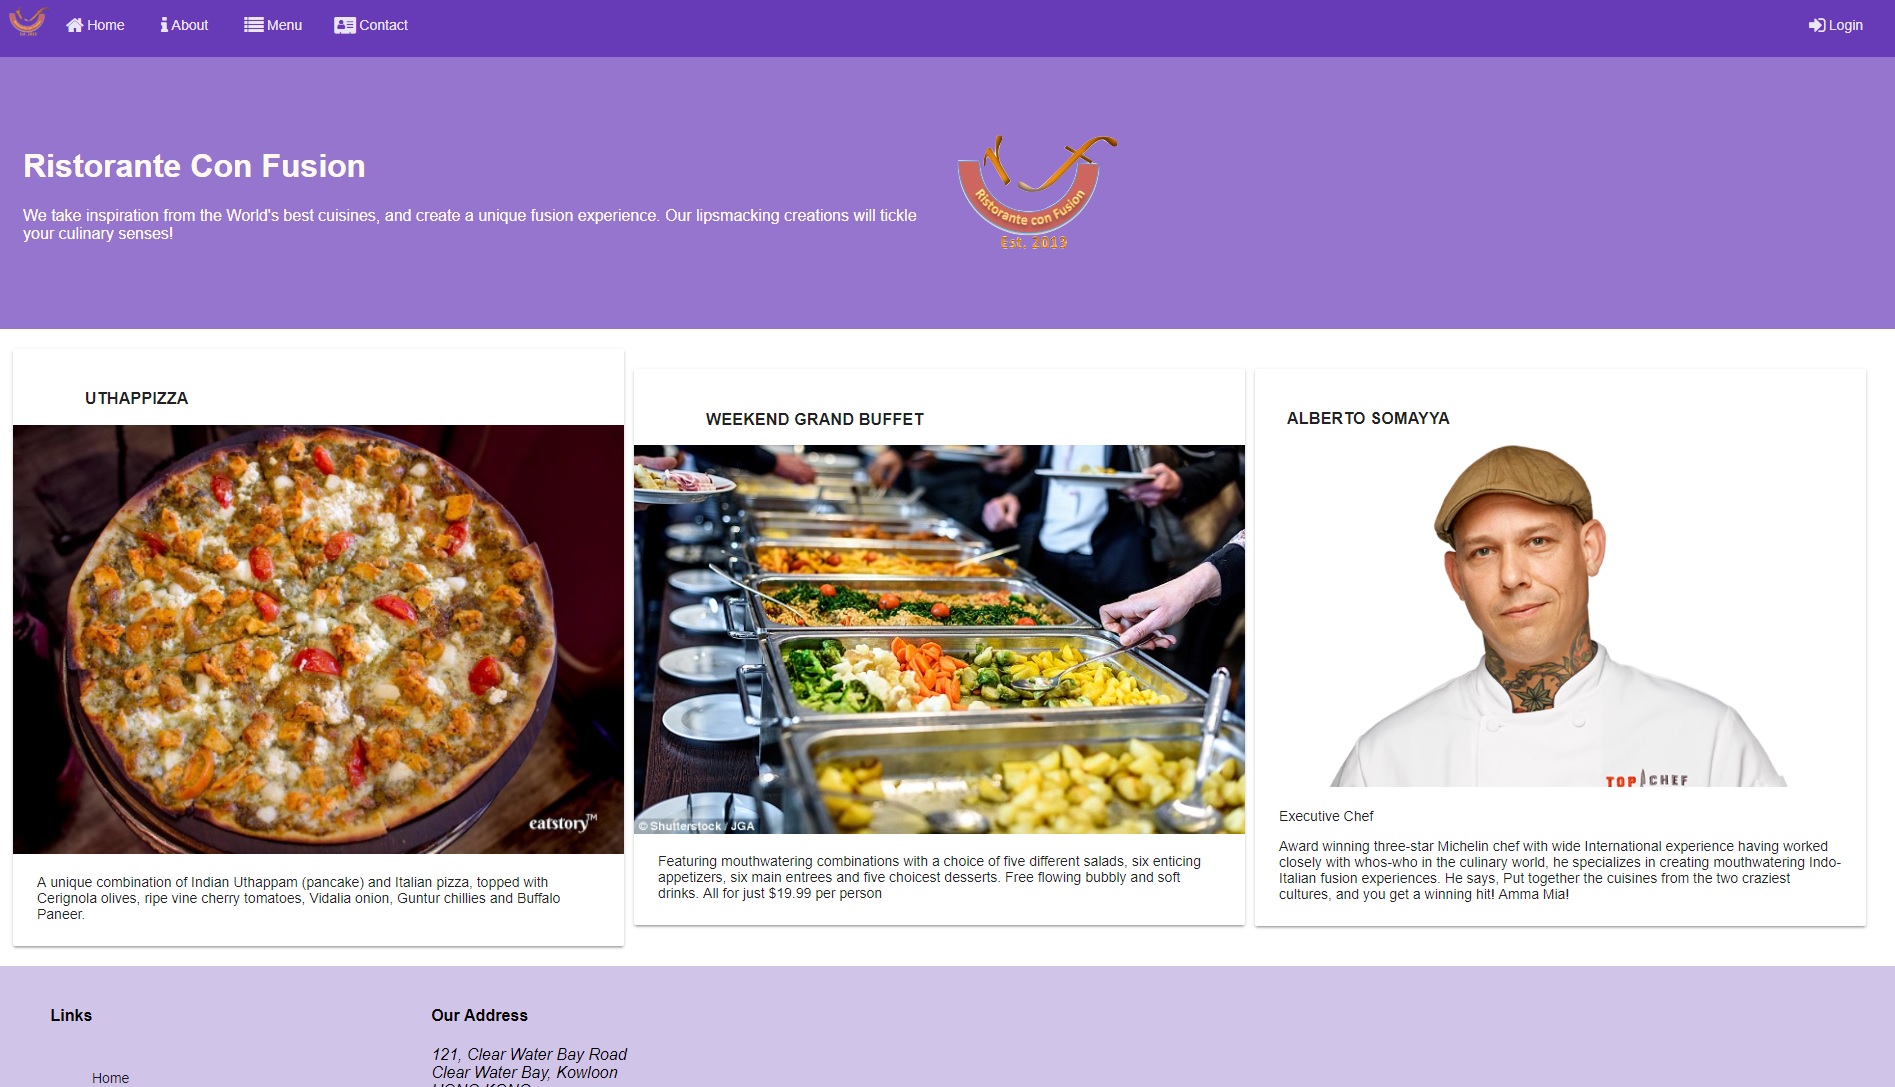 Home
About
Menu
Contact
Login
Ristorante Con Fusion
We take inspiration from the World's best cuisines, and create a unique fusion experience. Our lipsmacking creations will tickle
your culinary senses!
Ristorante con Fusion
Est. 2013
UTHAPPIZZA
eatstory™
A unique combination of Indian Uthappam (pancake) and Italian pizza, topped with
Cerignola olives, ripe vine cherry tomatoes, Vidalia onion, Guntur chillies and Buffalo
Paneer.
WEEKEND GRAND BUFFET
© Shutterstock / JGA
Featuring mouthwatering combinations with a choice of five different salads, six enticing
appetizers, six main entrees and five choicest desserts. Free flowing bubbly and soft
drinks. All for just $19.99 per person
ALBERTO SOMAYYA
TOP CHEF
Executive Chef
Award winning three-star Michelin chef with wide International experience having worked
closely with whos-who in the culinary world, he specializes in creating mouthwatering Indo-
Italian fusion experiences. He says, Put together the cuisines from the two craziest
cultures, and you get a winning hit! Amma Mia!
Links
Home
Our Address
121, Clear Water Bay Road
Clear Water Bay, Kowloon
HONG KONG